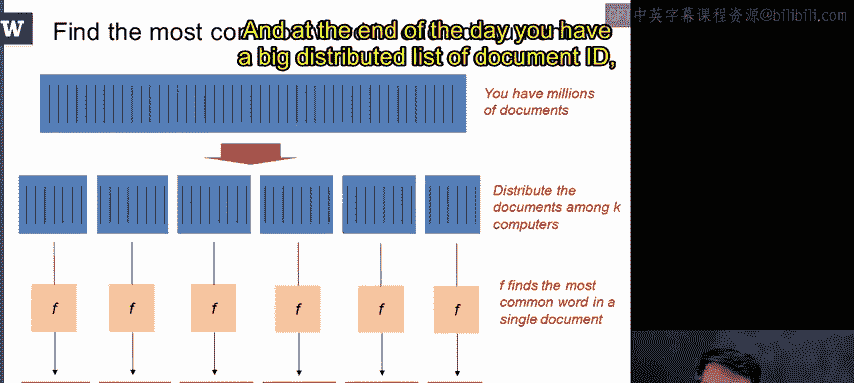 W
Find the most com
And at the end of the day you have
a big distributed list of document ID,
中英字幕课程资源@bilibili.com
You have millions
of documents
Distribute the
documents among k
computers
f
f
f
f
f
f
f finds the most
common word in a
single document